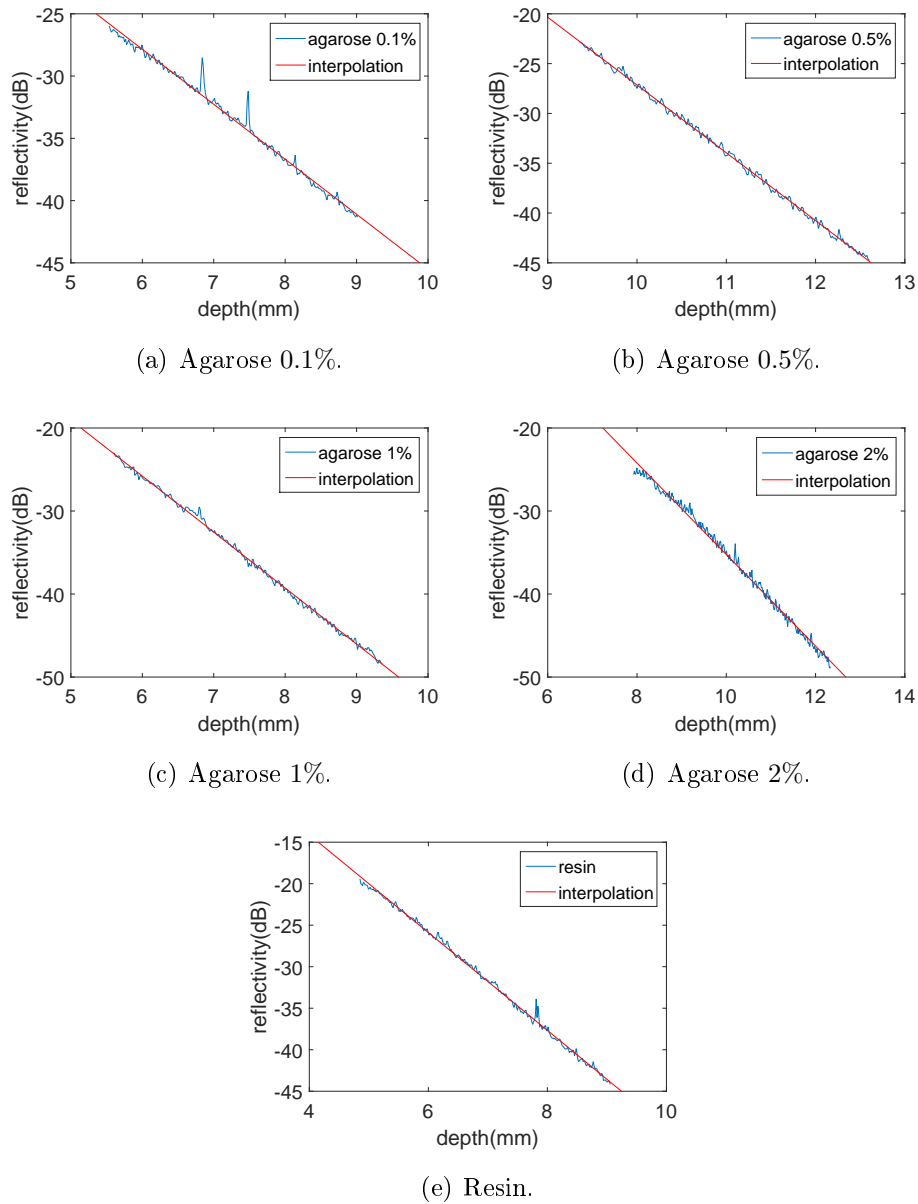 -25
-30
-35
-40
-45
reflectivity(dB)
agarose 0.1%
interpolation
5 6 7 8 9 10
depth(mm)
(a) Agarose 0.1%.
-20
-25
-30
-35
-40
-45
reflectivity(dB)
agarose 0.5%
interpolation
9 10 11 12 13
depth(mm)
(b) Agarose 0.5%.
-20
-30
-40
-50
reflectivity(dB)
agarose 1%
interpolation
5 6 7 8 9 10
depth(mm)
(c) Agarose 1%.
-20
-30
-40
-50
reflectivity(dB)
agarose 2%
interpolation
6 8 10 12 14
depth(mm)
(d) Agarose 2%.
-15
-20
-25
-30
-35
-40
-45
reflectivity(dB)
resin
interpolation
4 6 8 10
depth(mm)
(e) Resin.